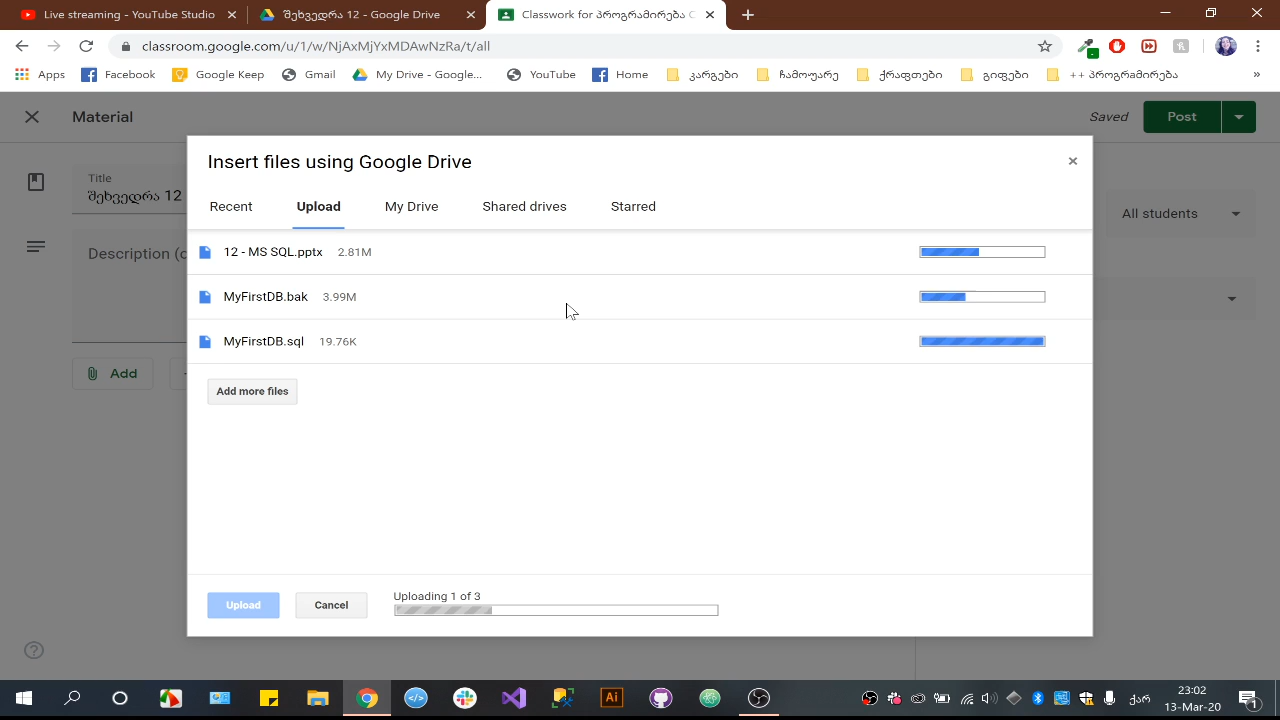 Live streaming - YouTube Studio
შეხვედრა 12 - Google Drive
Classwork for პროგრამირება C
classroom.google.com/u/1/w/NjAxMjYxMDAwNzRa/t/all
Apps
Facebook
Google Keep
Gmail
My Drive - Google...
YouTube
Home
კარგები
ჩამოვარე
ქრაფთები
გიფები
++ პროგრამირება
»
Material
Saved
Post
Title
შეხვედრა 12
Description (o
Add
All students
Insert files using Google Drive
Recent
Upload
My Drive
Shared drives
Starred
12 - MS SQL.pptx 2.81M
MyFirstDB.bak 3.99M
MyFirstDB.sql 19.76K
Add more files
Upload
Cancel
Uploading 1 of 3
Ai
ქარ
23:02
13-Mar-20
1